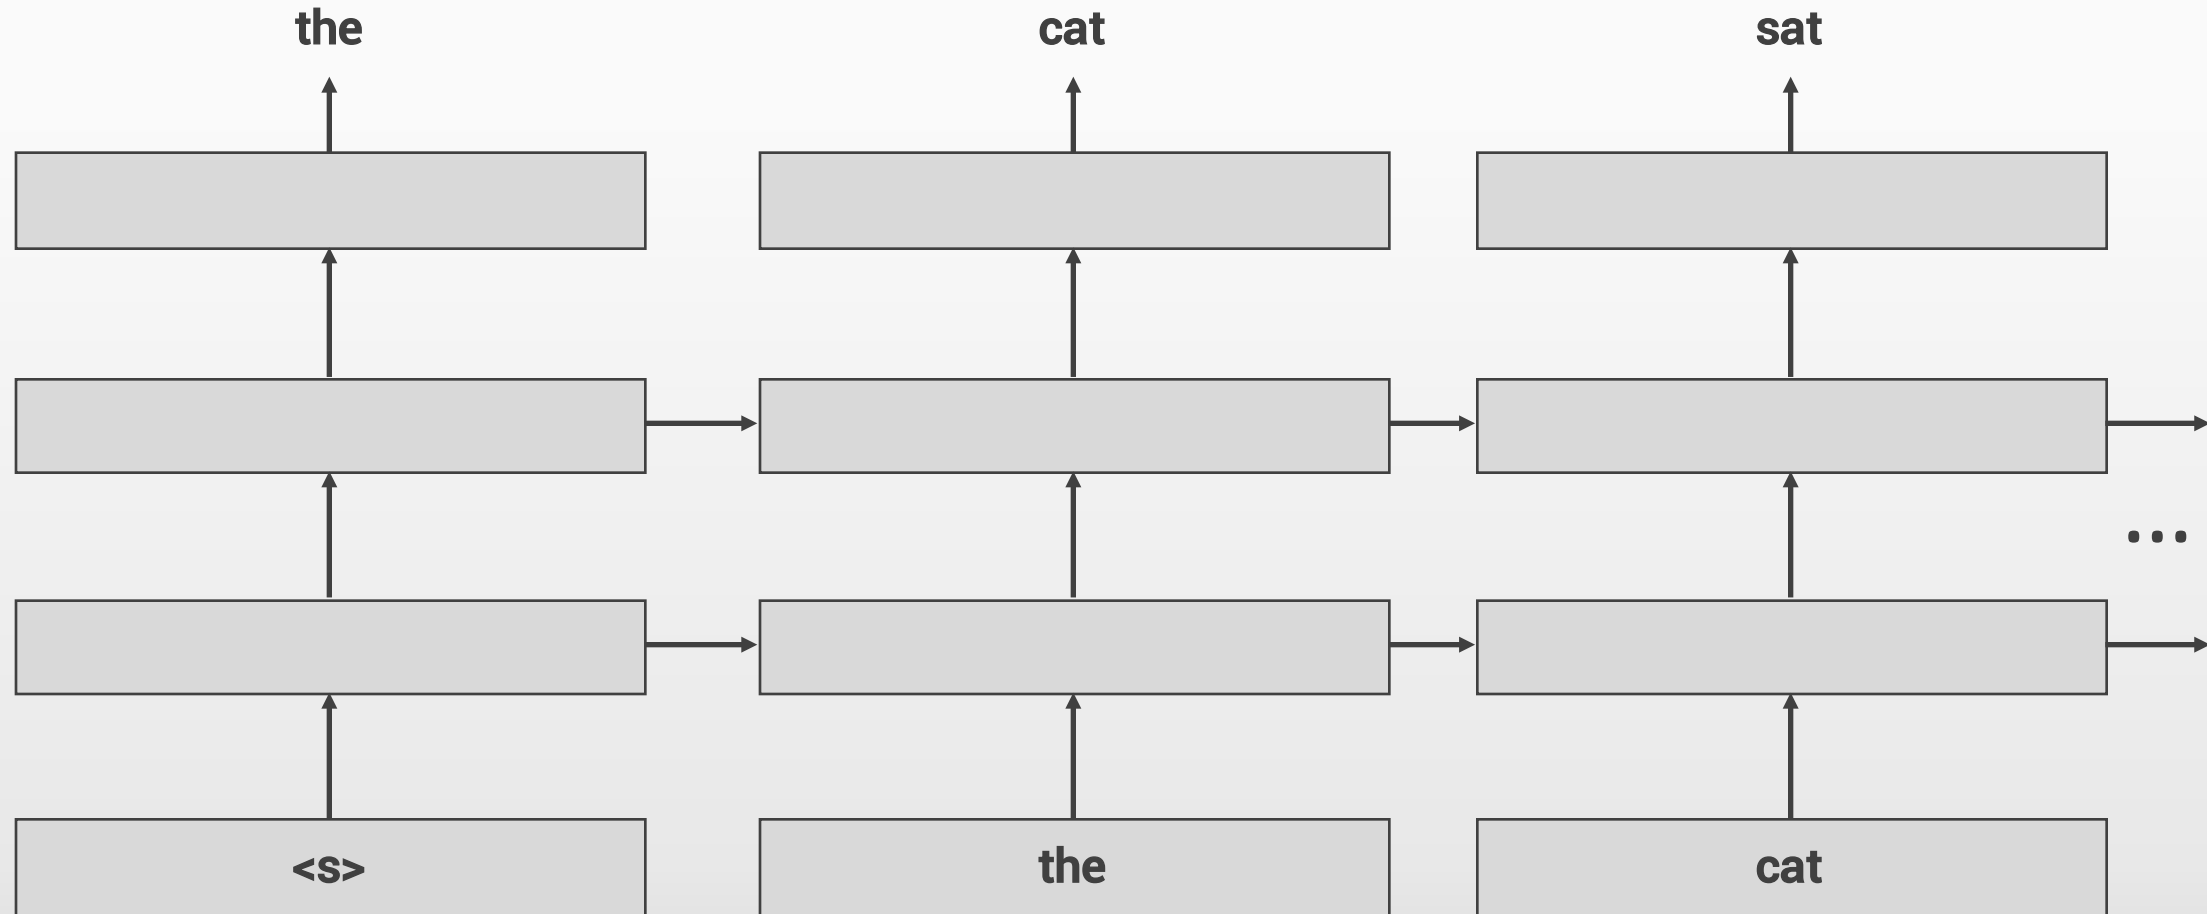 the cat sat
...
<s> the cat